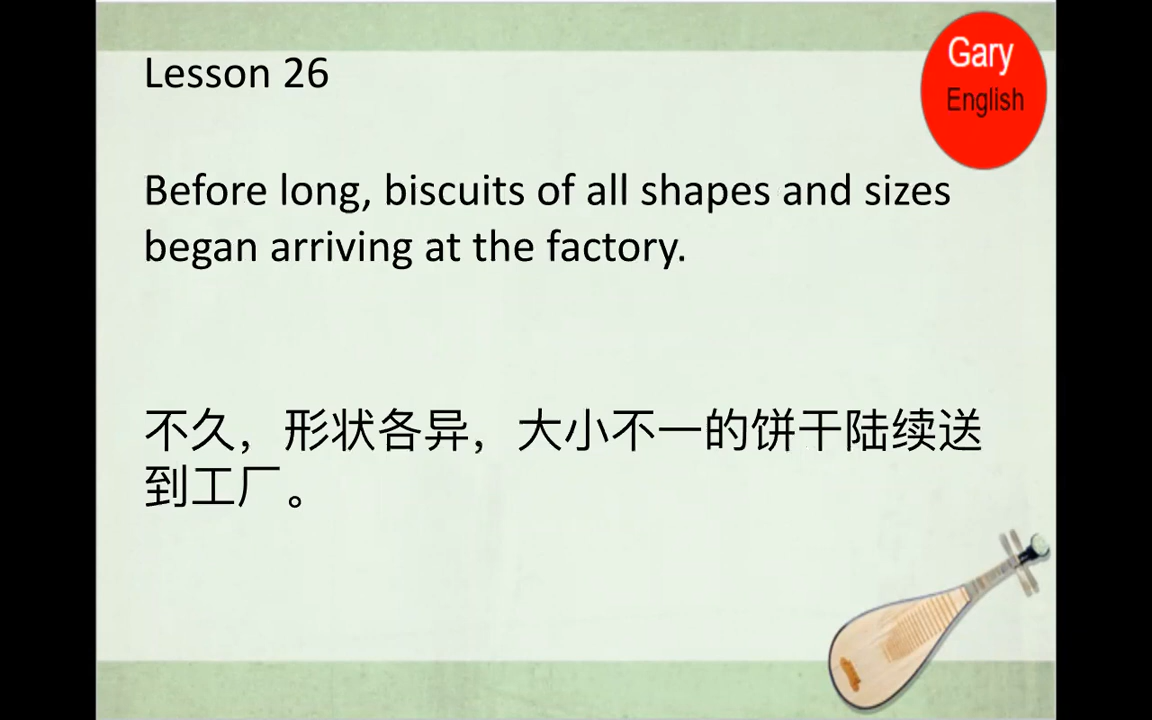 Lesson 26
Gary
English
Before long, biscuits of all shapes and sizes
began arriving at the factory.
不久，形状各异，大小不一的饼干陆续送
到工厂。